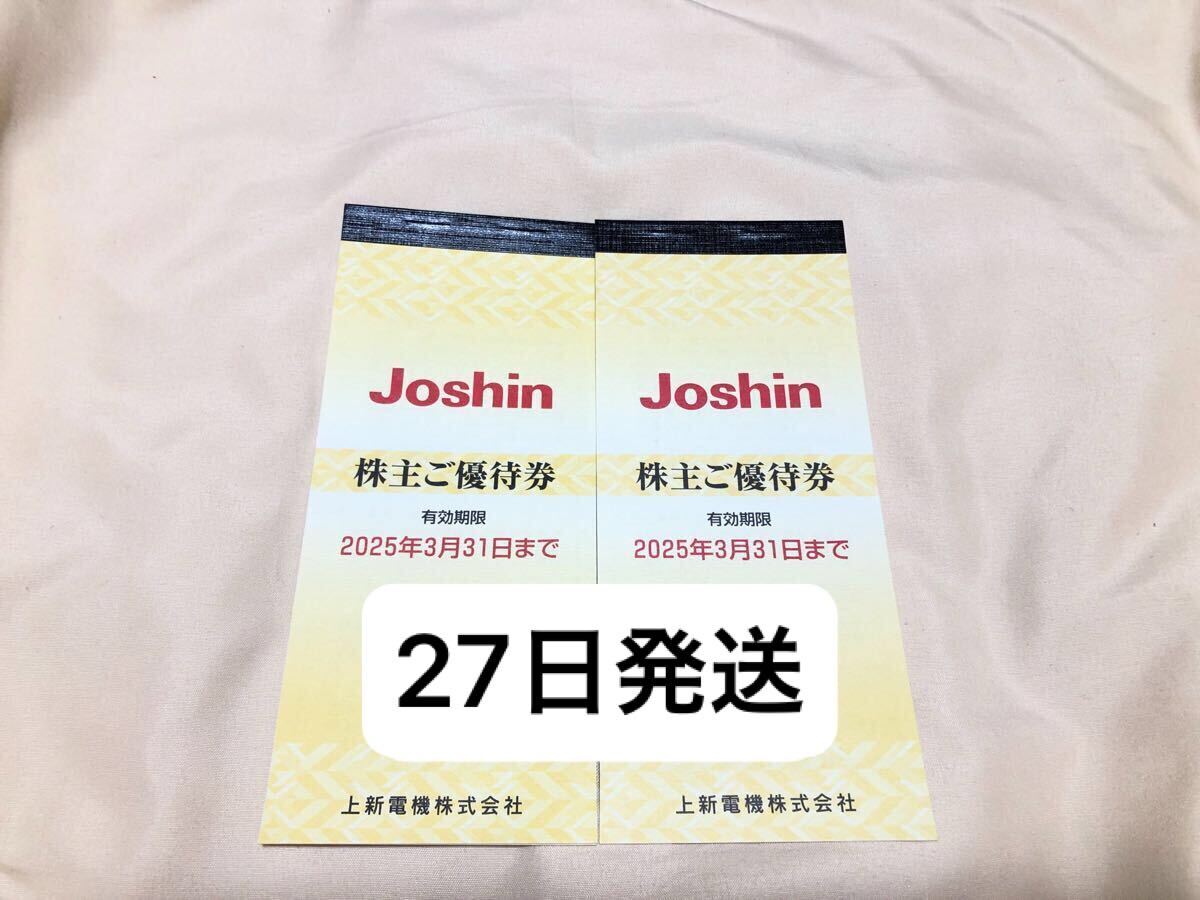 Joshin
株主ご優待券
有効期限
2025年3月31日まで
上新電機株式会社
Joshin
株主ご優待券
有効期限
2025年3月31日まで
上新電機株式会社
27日発送